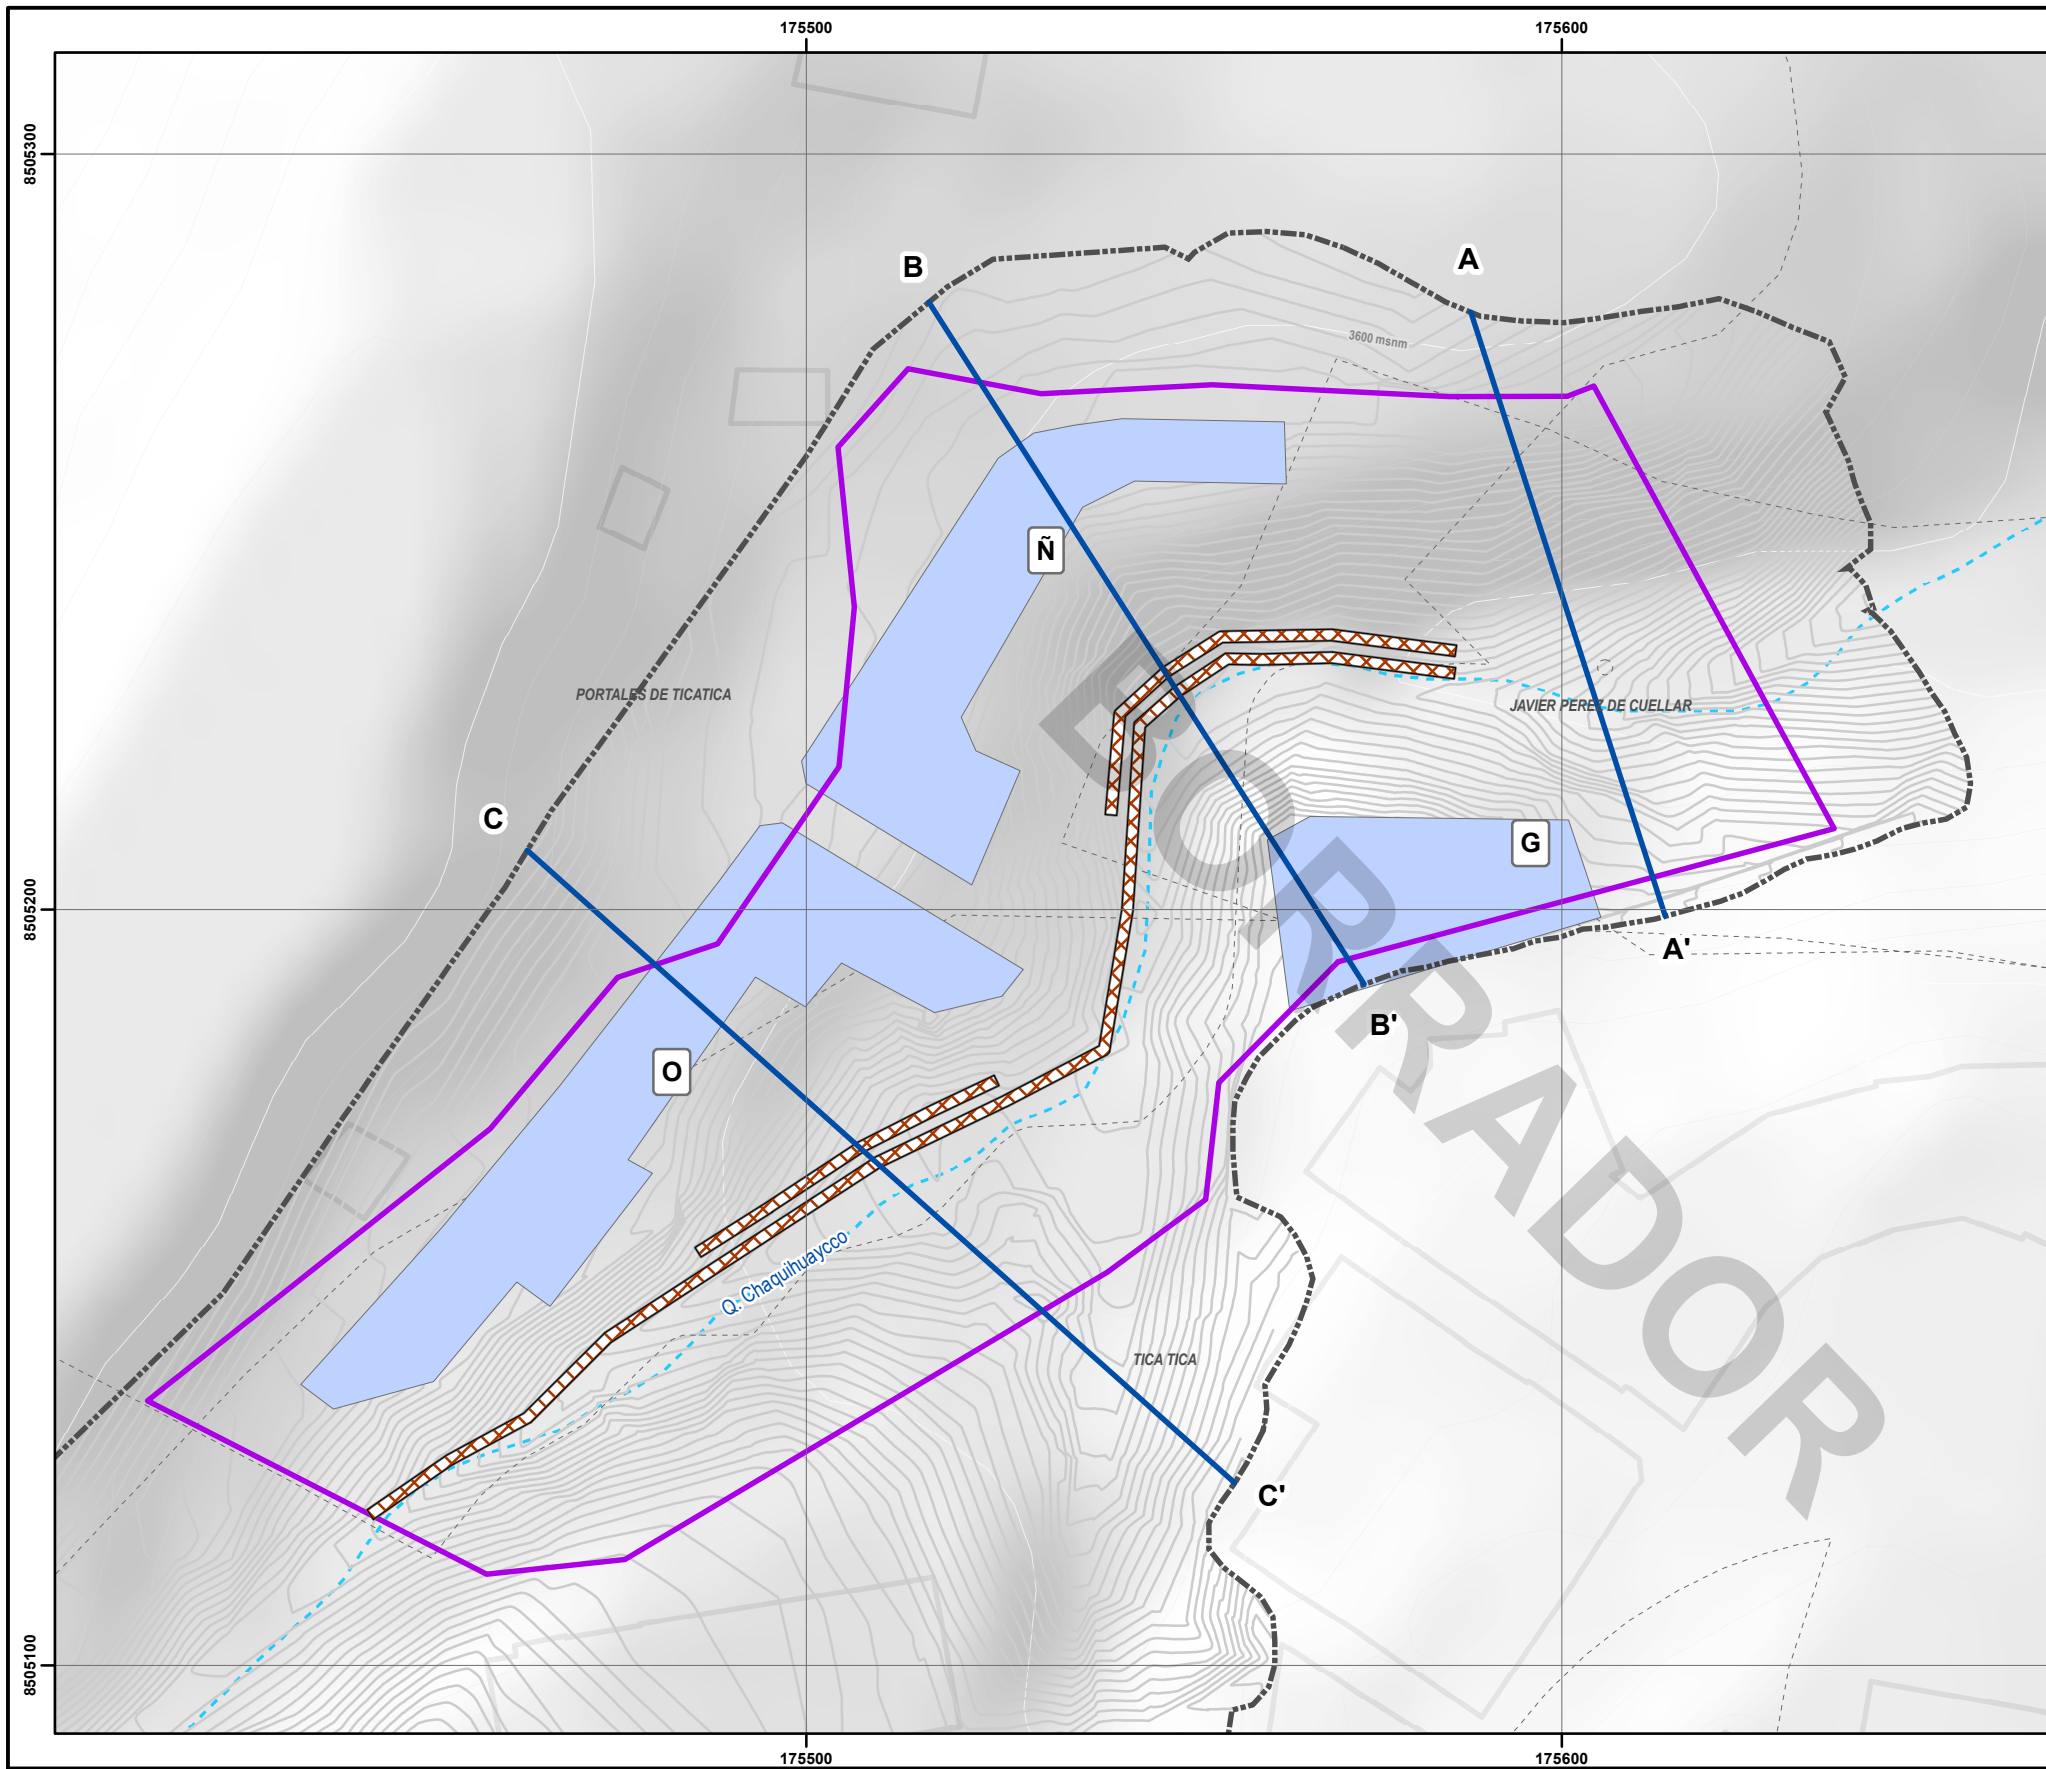 175500
175600
8505300
B
A
3600 msnm
Ñ
PORTALES DE TICATICA
JAVIER PEREZ DE CUELLAR
C
G
8505200
A'
B'
O
BORRADOR
Q. Chaquihuaycco
TICA TICA
C'
8505100
175500
175600